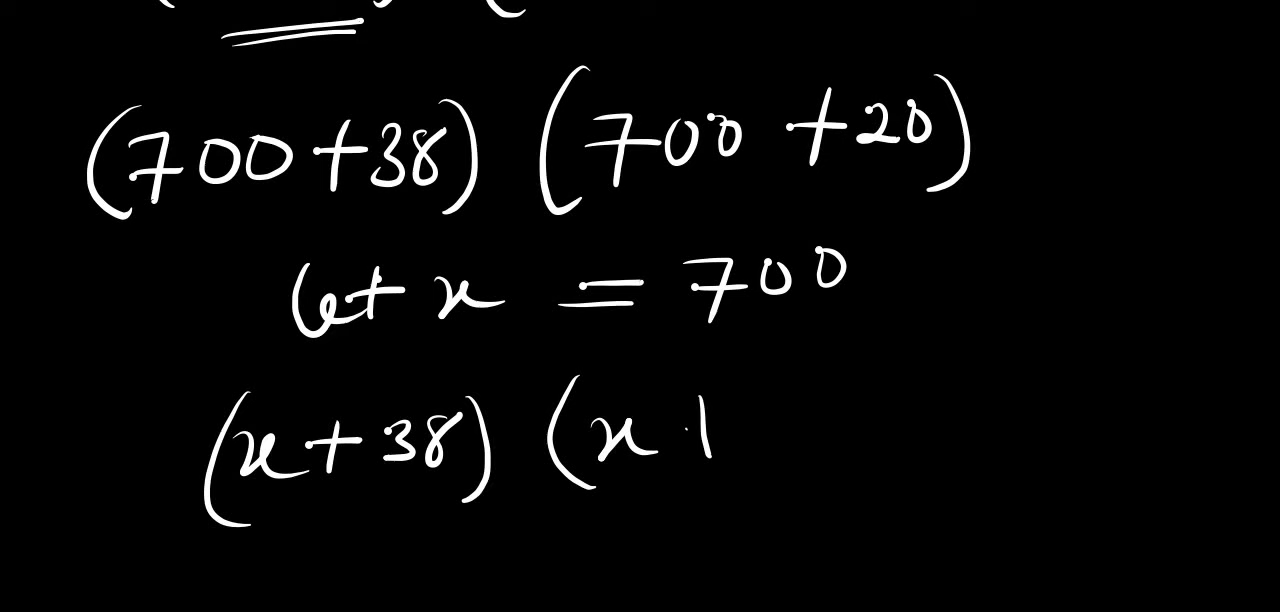 (700+38) (700+20)
let x = 700
(x+38) (x